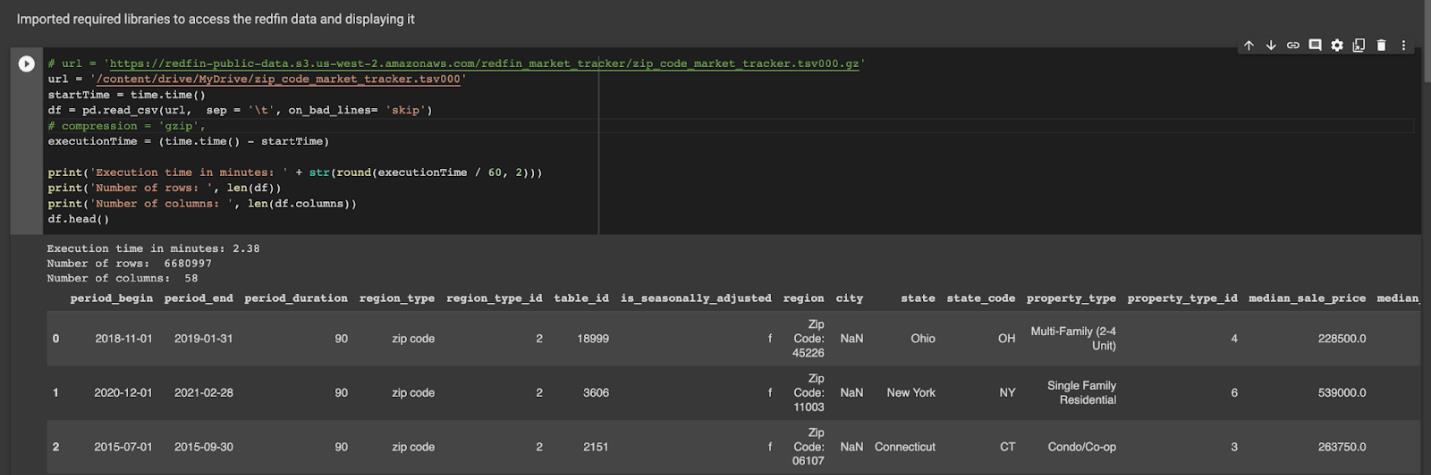 Imported required libraries to access the redfin data and displaying it
# url = 'https://redfin-public-data.s3.us-west-2.amazonaws.com/redfin_market_tracker/zip_code_market_tracker.tsv000.gz'
url = '/content/drive/MyDrive/zip_code_market_tracker.tsv000'
startTime = time.time()
df = pd.read_csv(url,  sep = '\t', on_bad_lines= 'skip')
# compression = 'gzip',
executionTime = (time.time() - startTime)
print('Execution time in minutes: ' + str(round(executionTime / 60, 2)))
print('Number of rows: ', len(df))
print('Number of columns: ', len(df.columns))
df.head()
Execution time in minutes: 2.38
Number of rows:  6680997
Number of columns:  58
period_begin period_end period_duration region_type region_type_id table_id is_seasonally_adjusted region city state state_code property_type property_type_id median_sale_price median_
0 2018-11-01 2019-01-31 90 zip code 2 18999 f Zip Code: 45226 NaN Ohio OH Multi-Family (2-4 Unit) 4 228500.0
1 2020-12-01 2021-02-28 90 zip code 2 3606 f Zip Code: 11003 NaN New York NY Single Family Residential 6 539000.0
2 2015-07-01 2015-09-30 90 zip code 2 2151 f Zip Code: 06107 NaN Connecticut CT Condo/Co-op 3 263750.0